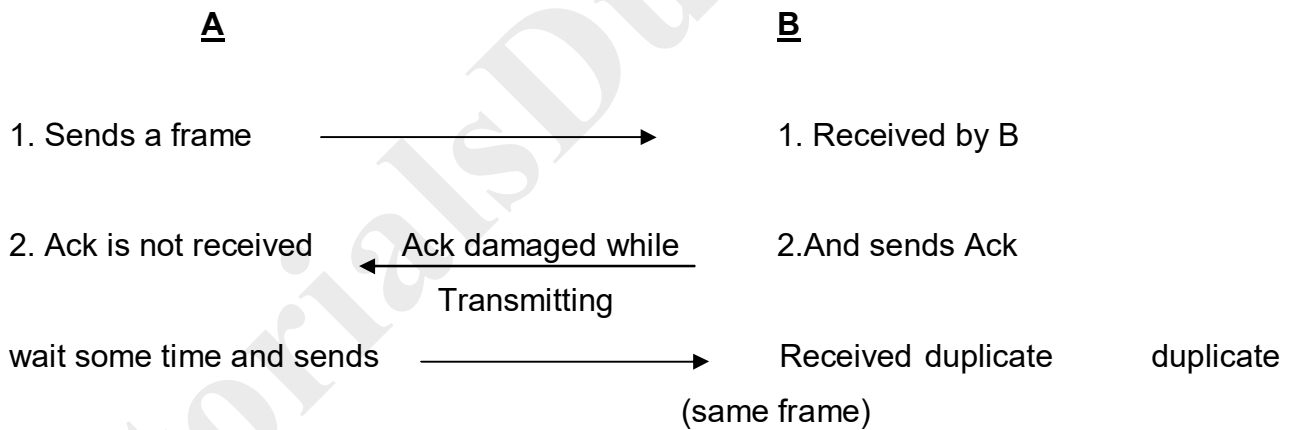 A B
1. Sends a frame 1. Received by B
2. Ack is not received Ack damaged while 2.And sends Ack
Transmitting
wait some time and sends Received duplicate duplicate
(same frame)